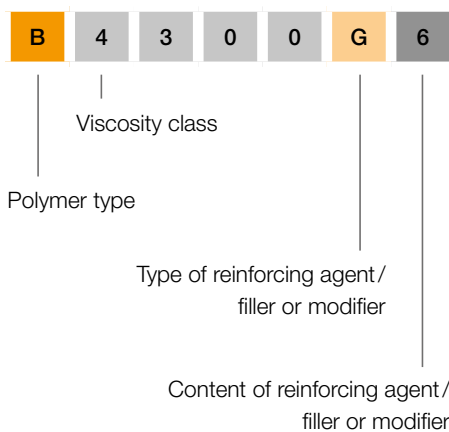 B 4 3 0 0 G 6
Viscosity class
Polymer type
Type of reinforcing agent/
filler or modifier
Content of reinforcing agent/
filler or modifier